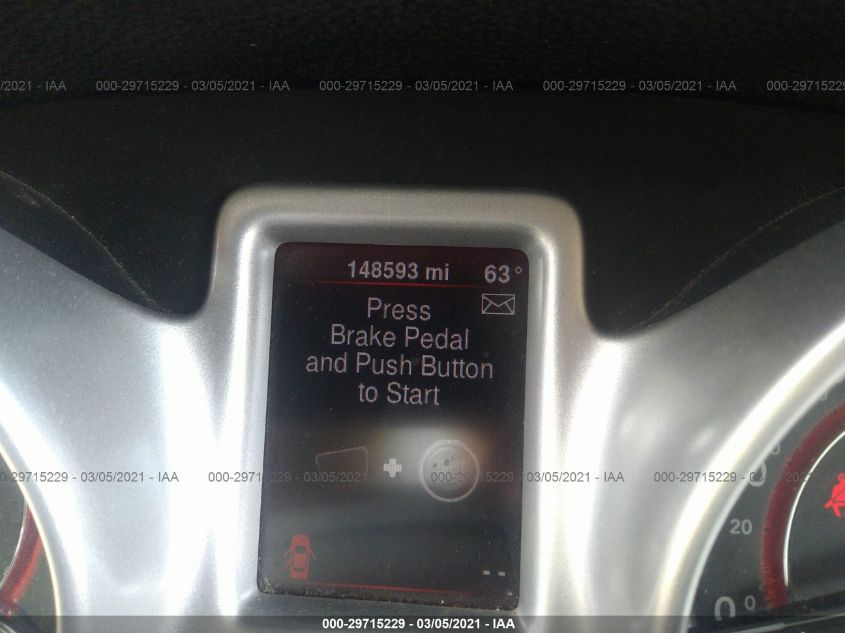 /2021 - IAA 000-29715229 - 03/05/2021 - IAA 000-29715229 - 03/05/2021 - IAA 000-29715229 - 03/05/2021 - IAA 000-29715229
148593 mi 63°
Press
Brake Pedal
and Push Button
to Start
+
000-29715229 - 03/05/2021 - IAA 000-29715229 - 03/05/2021 - IAA 000-29715229 - 03/05/2021 - IAA 000-29715229 - 03/05/2021
20
--
0
000-29715229 - 03/05/2021 - IAA